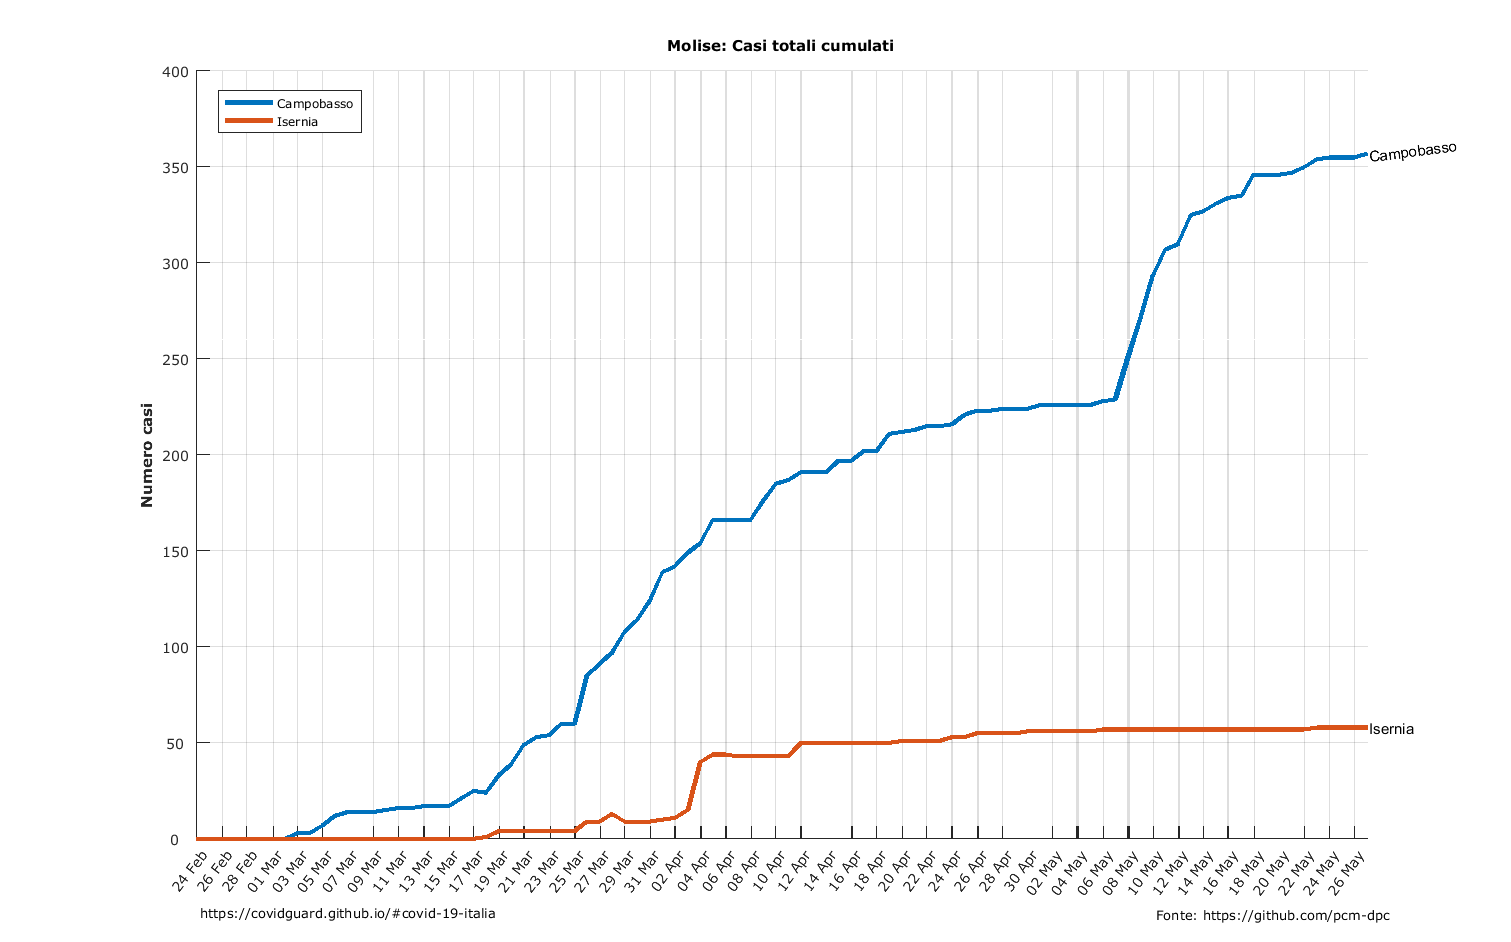 Molise: Casi totali cumulati
Campobasso
Isernia
Numero casi
400
350
300
250
200
150
100
50
0
Campobasso
Isernia
24 Feb
26 Feb
28 Feb
01 Mar
03 Mar
05 Mar
07 Mar
09 Mar
11 Mar
13 Mar
15 Mar
17 Mar
19 Mar
21 Mar
23 Mar
25 Mar
27 Mar
29 Mar
31 Mar
02 Apr
04 Apr
06 Apr
08 Apr
10 Apr
12 Apr
14 Apr
16 Apr
18 Apr
20 Apr
22 Apr
24 Apr
26 Apr
28 Apr
30 Apr
02 May
04 May
06 May
08 May
10 May
12 May
14 May
16 May
18 May
20 May
22 May
24 May
26 May
https://covidguard.github.io/#covid-19-italia
Fonte: https://github.com/pcm-dpc